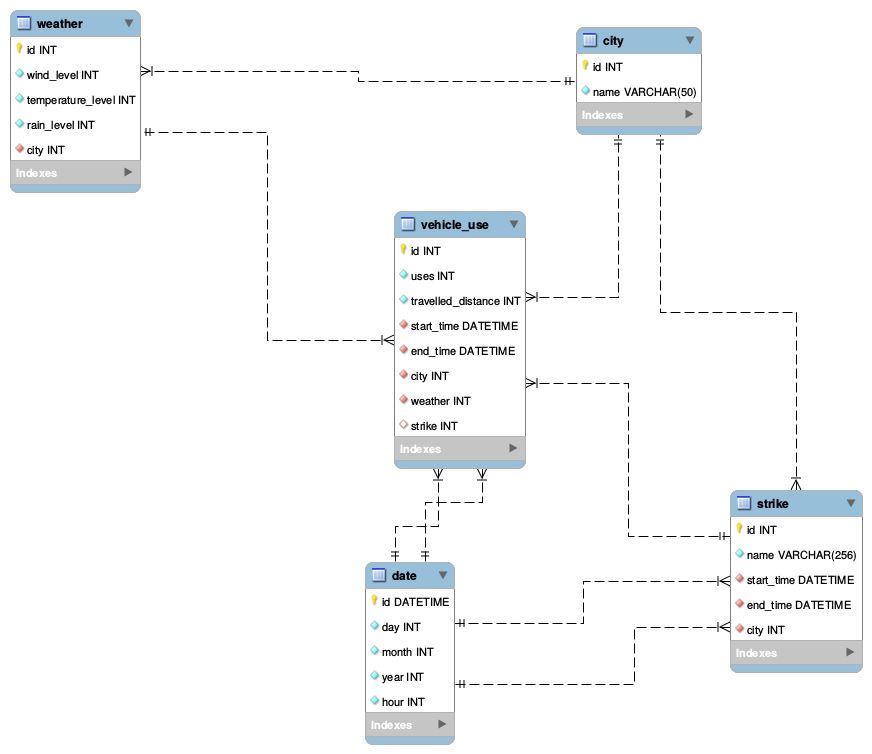 weather
id INT
wind_level INT
temperature_level INT
rain_level INT
city INT
Indexes
city
id INT
name VARCHAR(50)
Indexes
vehicle_use
id INT
uses INT
travelled_distance INT
start_time DATETIME
end_time DATETIME
city INT
weather INT
strike INT
Indexes
strike
id INT
name VARCHAR(256)
start_time DATETIME
end_time DATETIME
city INT
Indexes
date
id DATETIME
day INT
month INT
year INT
hour INT
Indexes